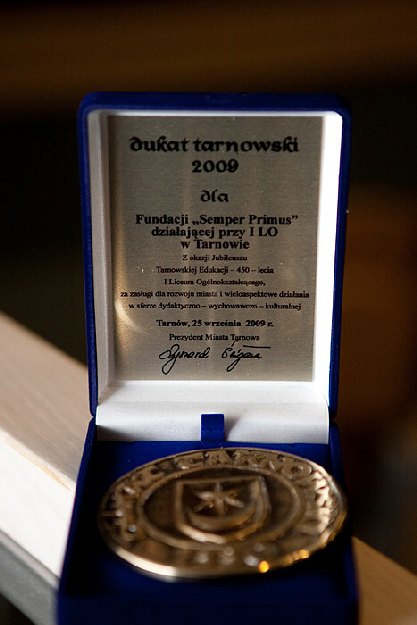 dukat tarnowski
2009
dla
Fundacji „Semper Primus”
działającej przy I LO
w Tarnowie
Z okazji Jubileuszu
Tarnowskiej Edukacji – 450 – lecia
I Liceum Ogólnokształcącego,
za zasługi dla rozwoju miasta i wieloaspektowe działania
w sferze dydaktyczno – wychowawczo – kulturalnej
Tarnów, 25 września 2009 r.
Prezydent Miasta Tarnowa